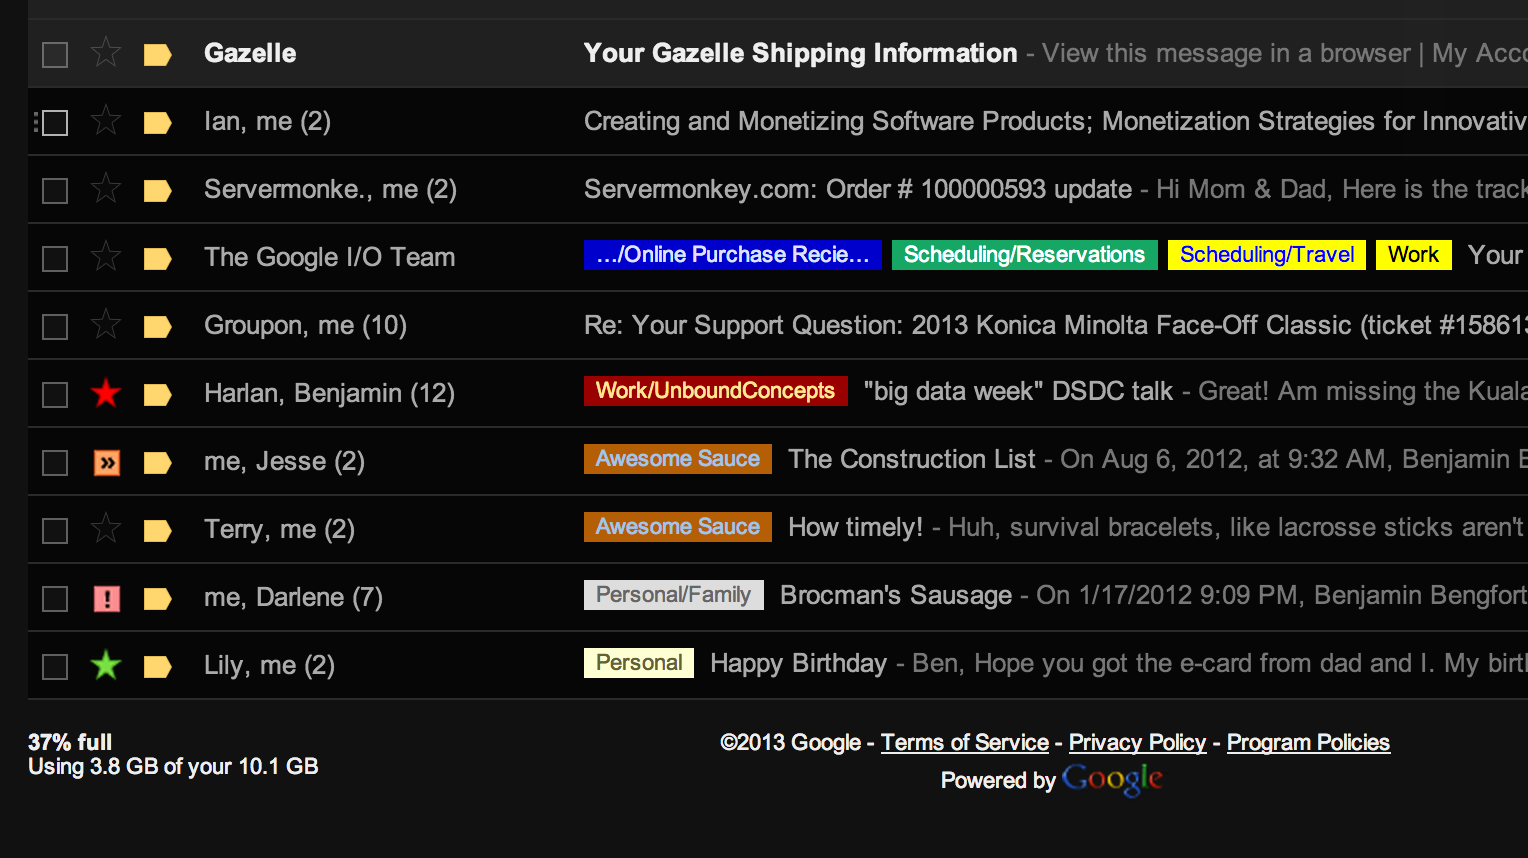 Gazelle Your Gazelle Shipping Information - View this message in a browser | My Acco
Ian, me (2) Creating and Monetizing Software Products; Monetization Strategies for Innovativ
Servermonke., me (2) Servermonkey.com: Order # 100000593 update - Hi Mom & Dad, Here is the track
The Google I/O Team .../Online Purchase Recie... Scheduling/Reservations Scheduling/Travel Work Your
Groupon, me (10) Re: Your Support Question: 2013 Konica Minolta Face-Off Classic (ticket #158613
Harlan, Benjamin (12) Work/UnboundConcepts "big data week" DSDC talk - Great! Am missing the Kuala
me, Jesse (2) Awesome Sauce The Construction List - On Aug 6, 2012, at 9:32 AM, Benjamin B
Terry, me (2) Awesome Sauce How timely! - Huh, survival bracelets, like lacrosse sticks aren't
me, Darlene (7) Personal/Family Brocman's Sausage - On 1/17/2012 9:09 PM, Benjamin Bengfort
Lily, me (2) Personal Happy Birthday - Ben, Hope you got the e-card from dad and I. My birt
37% full
Using 3.8 GB of your 10.1 GB
©2013 Google - Terms of Service - Privacy Policy - Program Policies
Powered by Google